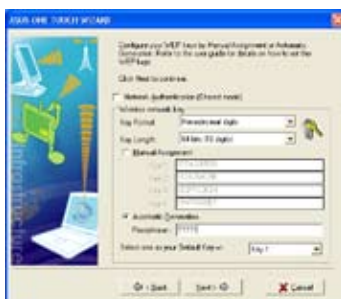 ASUS ONE TOUCH WIZARD
Configure your WEP keys by Manual Assignment or Automatic
Generation. Refer to the user guide for details on how to set the
WEP keys.
Click Next to continue.
Network Authentication (Shared mode)
Wireless network key
Key Format: Hexadecimal digits
Key Length: 64 bits (10 digits)
Manual Assignment
Key 1:
Key 2:
Key 3:
Key 4:
Automatic Generation
Passphrase: 11111
Select one as your Default Key => Key 1
< Back
Next >
Cancel